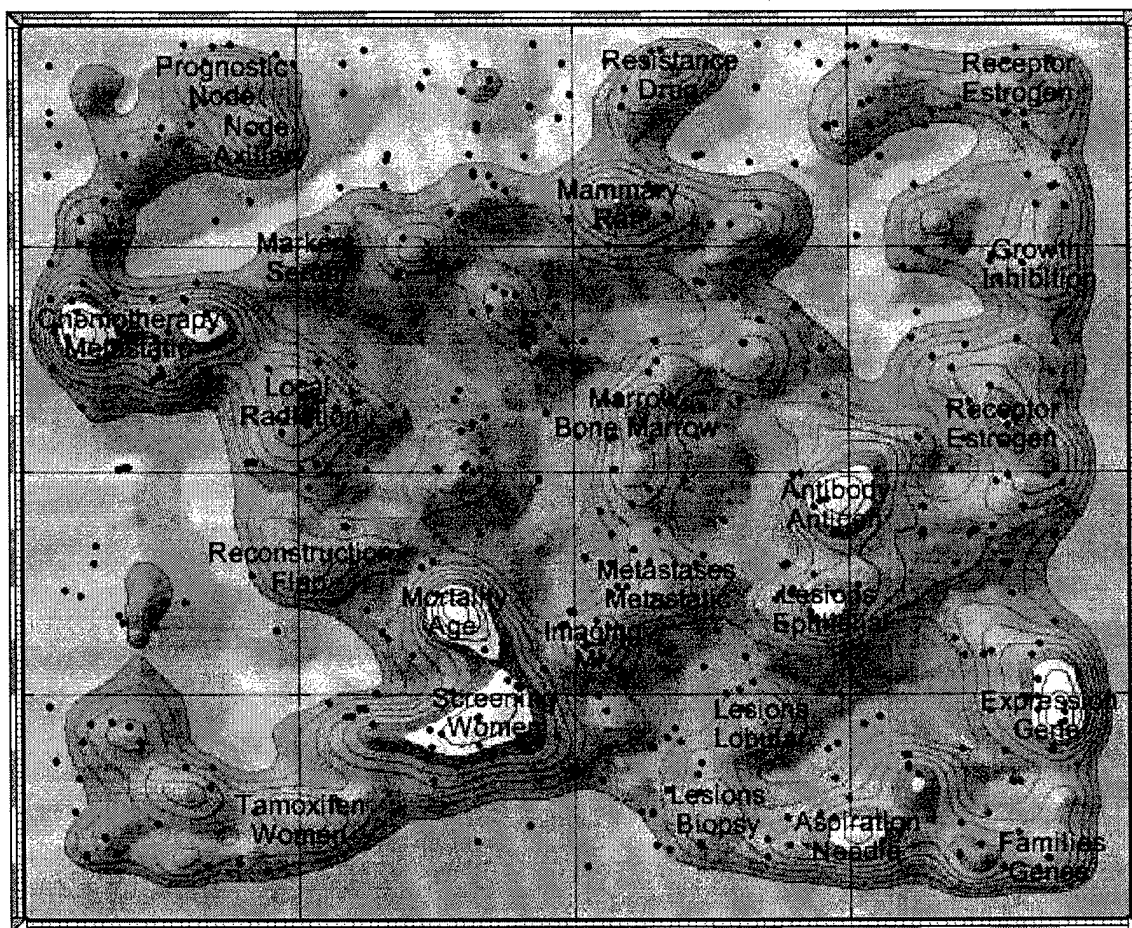 Prognostic
Node
Node
Axillary
Resistance
Drug
Receptor
Estrogen
Mammary
Rat
Markers
Serum
Growth
Inhibition
Chemotherapy
Metastatic
Local
Radiation
Marrow
Bone Marrow
Receptor
Estrogen
Antibody
Antigen
Reconstruction
Flap
Mortality
Age
Metastases
Metastatic
Lesions
Epithelial
Imaging
MR
Screening
Women
Lesions
Lobular
Expression
Gene
Tamoxifen
Women
Lesions
Biopsy
Aspiration
Needle
Families
Genes